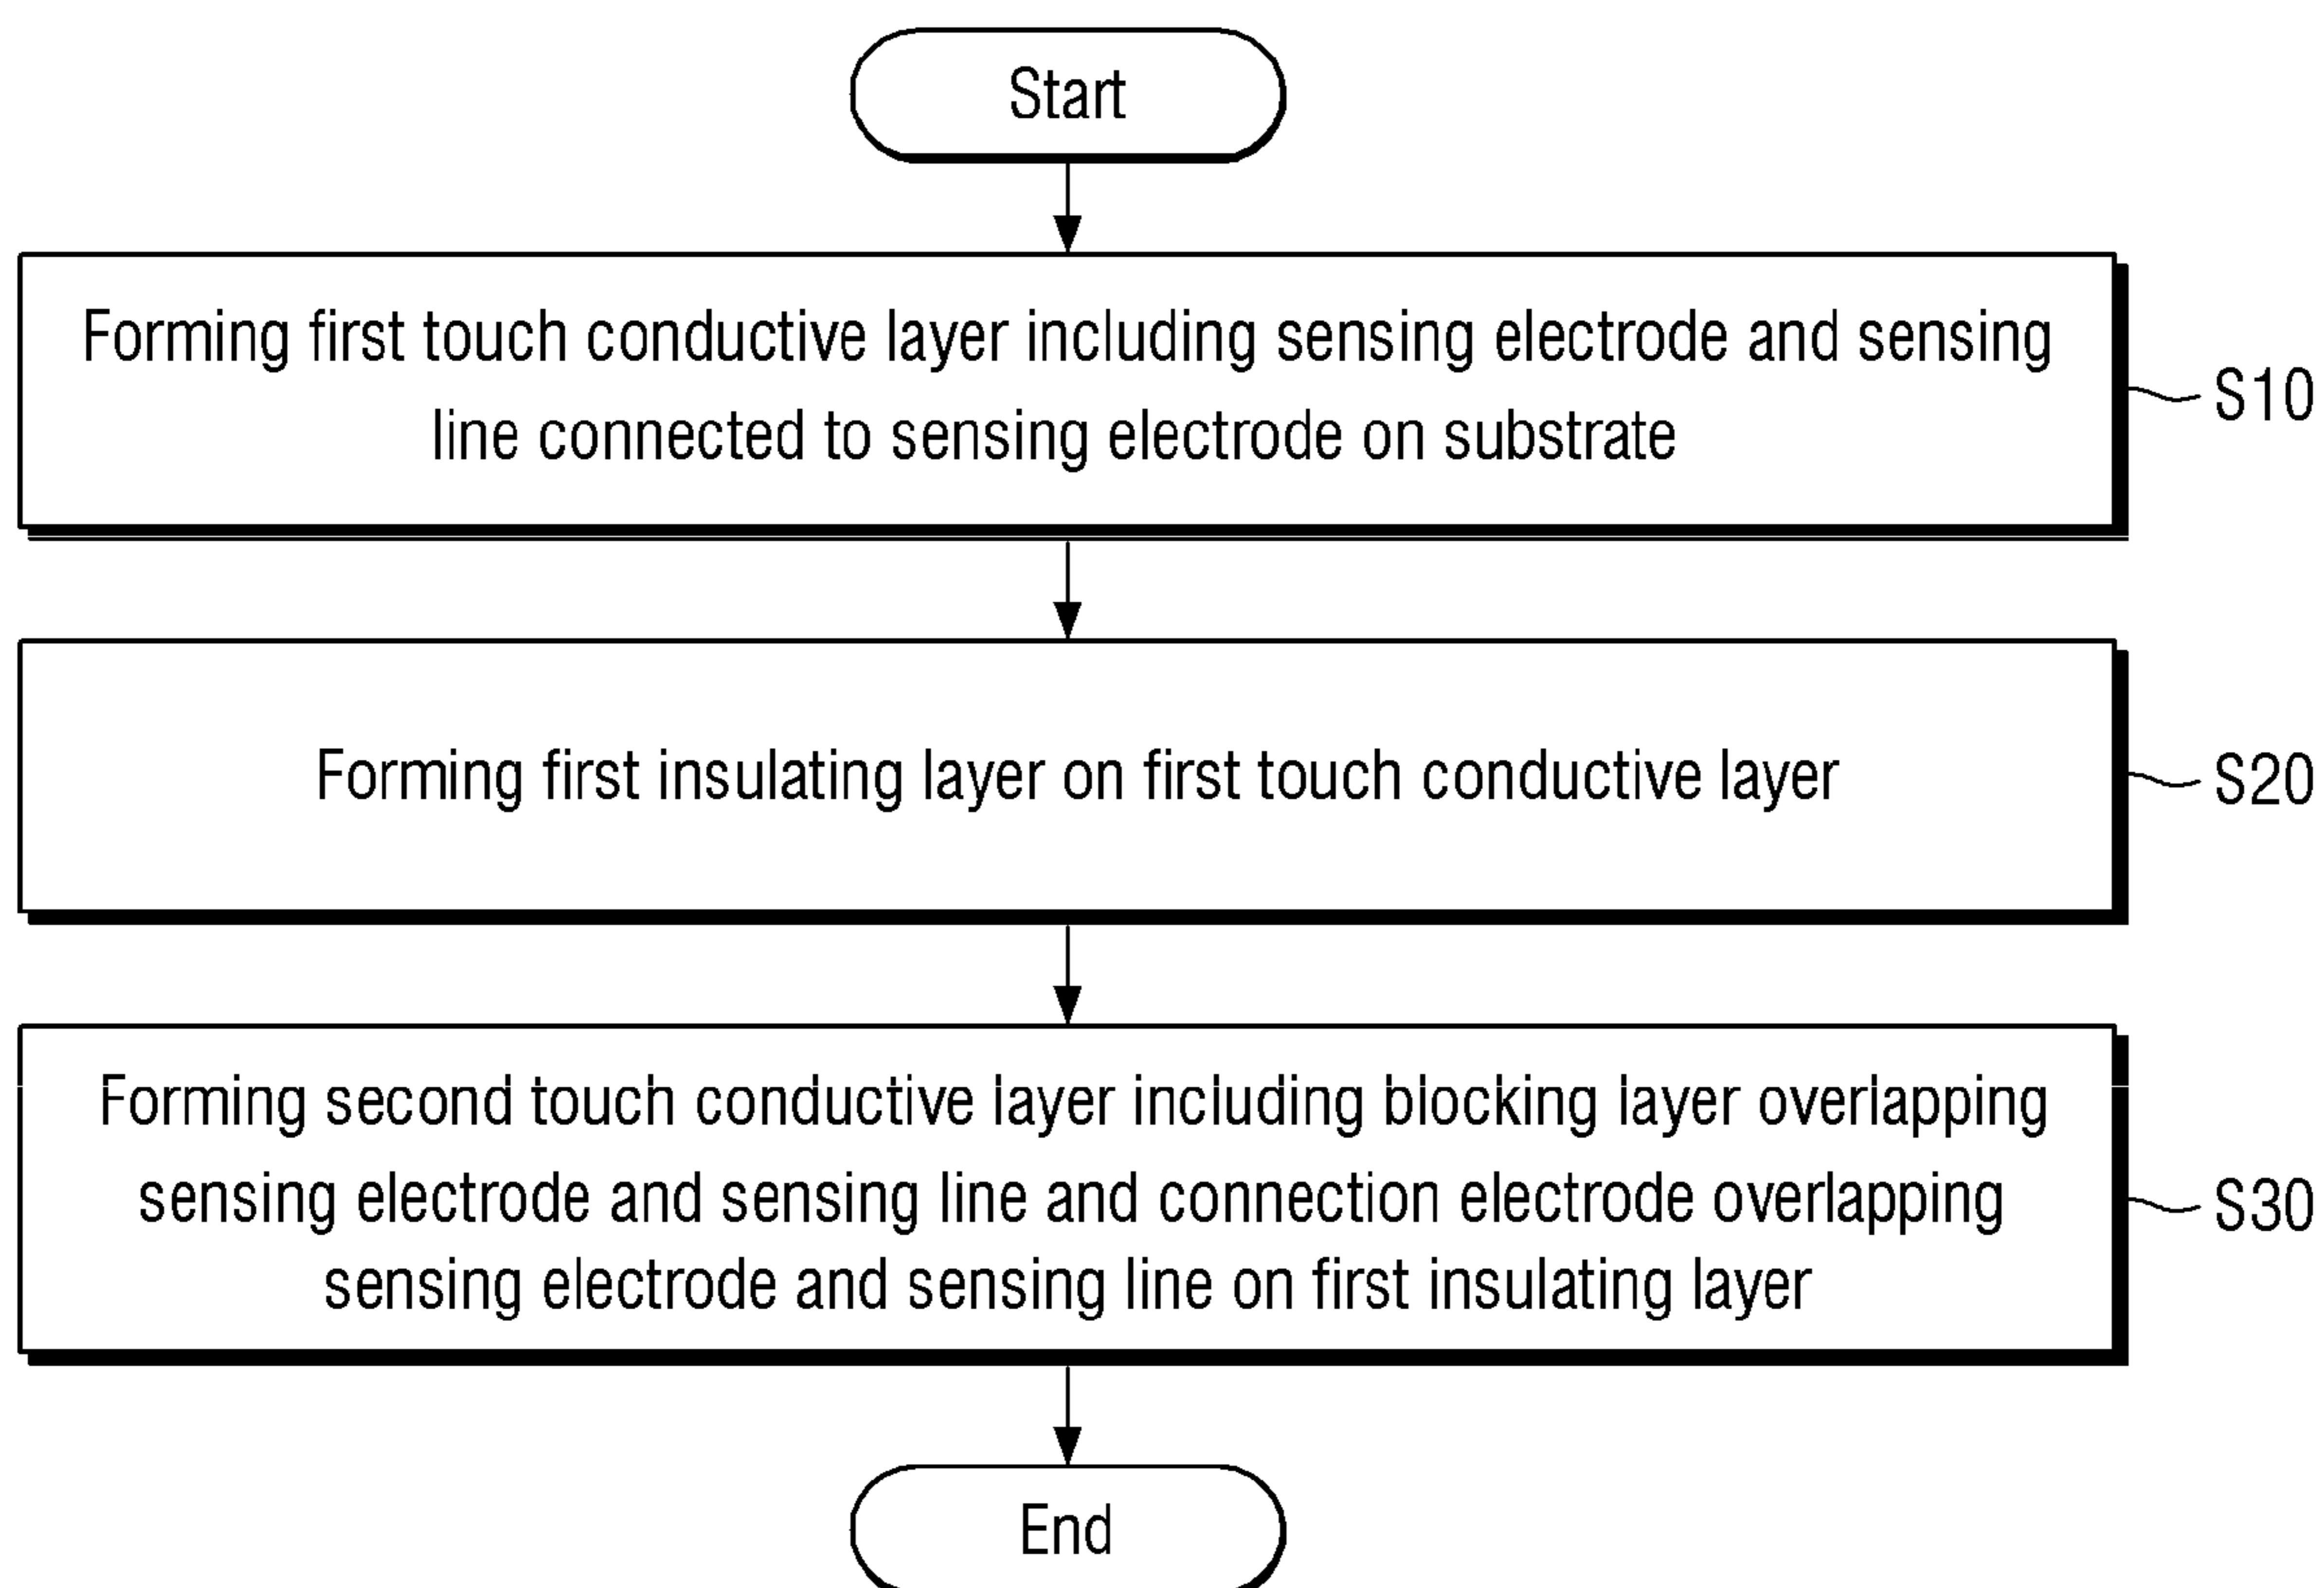 Start
Forming first touch conductive layer including sensing electrode and sensing
line connected to sensing electrode on substrate
S10
Forming first insulating layer on first touch conductive layer
S20
Forming second touch conductive layer including blocking layer overlapping
sensing electrode and sensing line and connection electrode overlapping
sensing electrode and sensing line on first insulating layer
S30
End